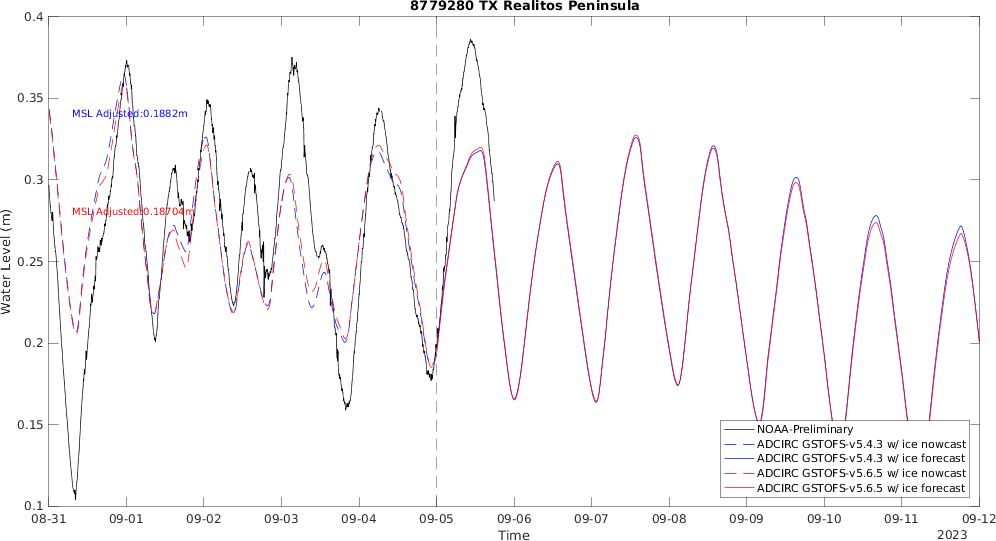 8779280 TX Realitos Peninsula
0.4
0.35
0.3
0.25
0.2
0.15
0.1
Water Level (m)
MSL Adjusted:0.1882m
MSL Adjusted:0.18704m
NOAA-Preliminary
ADCIRC GSTOFS-v5.4.3 w/ ice nowcast
ADCIRC GSTOFS-v5.4.3 w/ ice forecast
ADCIRC GSTOFS-v5.6.5 w/ ice nowcast
ADCIRC GSTOFS-v5.6.5 w/ ice forecast
08-31 09-01 09-02 09-03 09-04 09-05 09-06 09-07 09-08 09-09 09-10 09-11 09-12
Time
2023